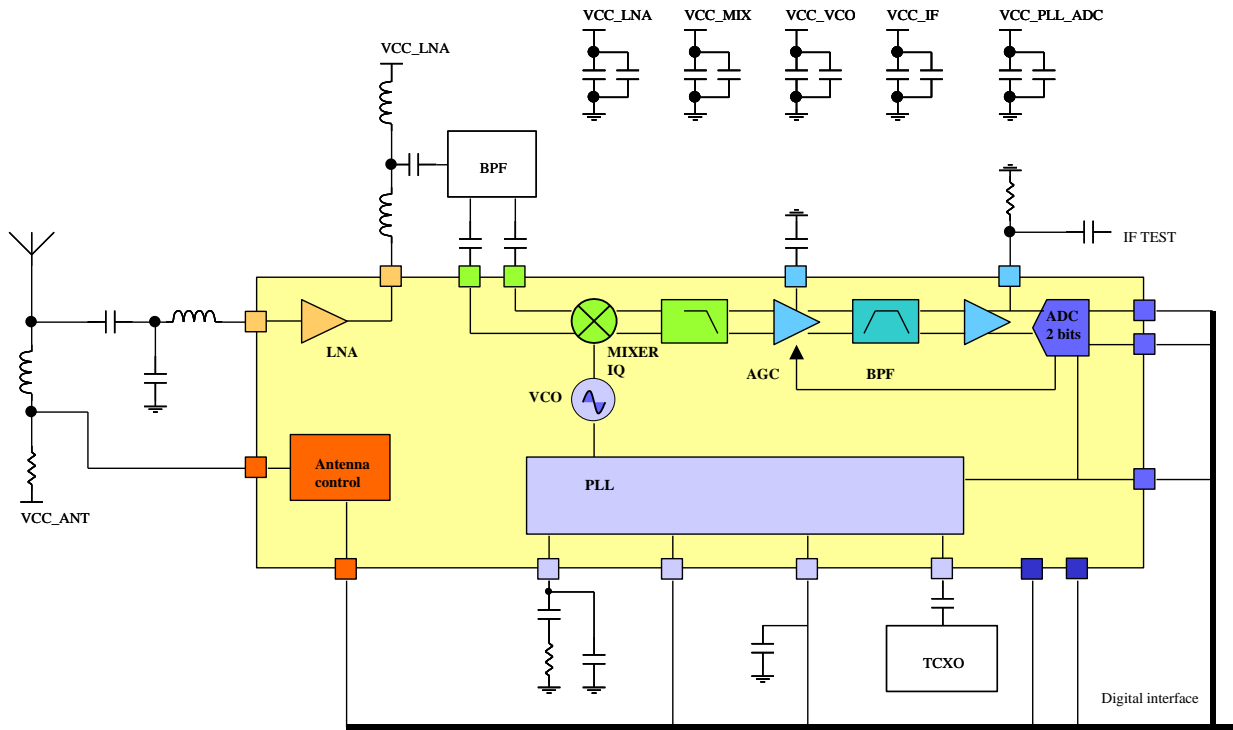 VCC_LNA
VCC_MIX
VCC_VCO
VCC_IF
VCC_PLL_ADC
VCC_LNA
BPF
IF TEST
LNA
MIXER
IQ
ADC
2 bits
AGC
BPF
VCO
Antenna
control
PLL
VCC_ANT
TCXO
Digital interface